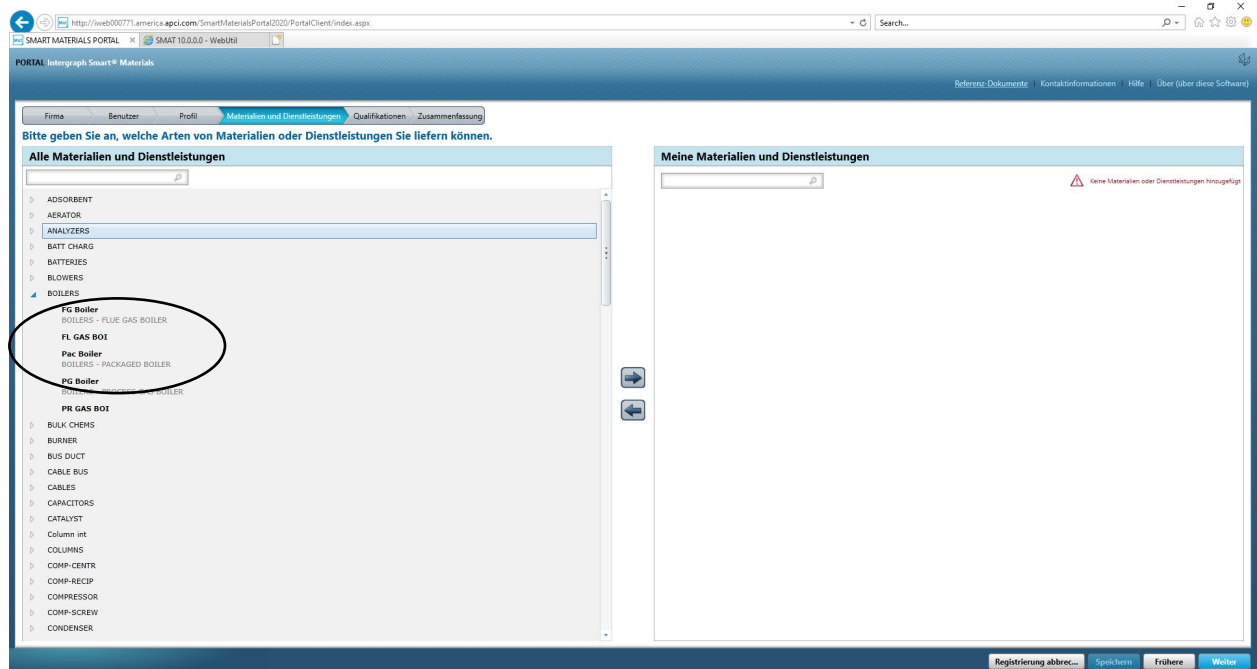 http://iweb000771.america.apci.com/SmartMaterialsPortal2020/PortalClient/index.aspx
Search...
SMART MATERIALS PORTAL
SMAT 10.0.0.0 - WebUtil
PORTAL Intergraph Smart® Materials
Referenz-Dokumente | Kontaktinformationen | Hilfe | Über (über diese Software)
Firma Benutzer Profil Materialien und Dienstleistungen Qualifikationen Zusammenfassung
Bitte geben Sie an, welche Arten von Materialien oder Dienstleistungen Sie liefern können.
Alle Materialien und Dienstleistungen
ADSORBENT
AERATOR
ANALYZERS
BATT CHARG
BATTERIES
BLOWERS
BOILERS
FG Boiler
BOILERS - FLUE GAS BOILER
FL GAS BOI
Pac Boiler
BOILERS - PACKAGED BOILER
PG Boiler
BOILERS - PROCESS GAS BOILER
PR GAS BOI
BULK CHEMS
BURNER
BUS DUCT
CABLE BUS
CABLES
CAPACITORS
CATALYST
Column int
COLUMNS
COMP-CENTR
COMP-RECIP
COMPRESSOR
COMP-SCREW
CONDENSER
Meine Materialien und Dienstleistungen
Keine Materialien oder Dienstleistungen hinzugefügt
Registrierung abbrec... Speichern Frühere Weiter